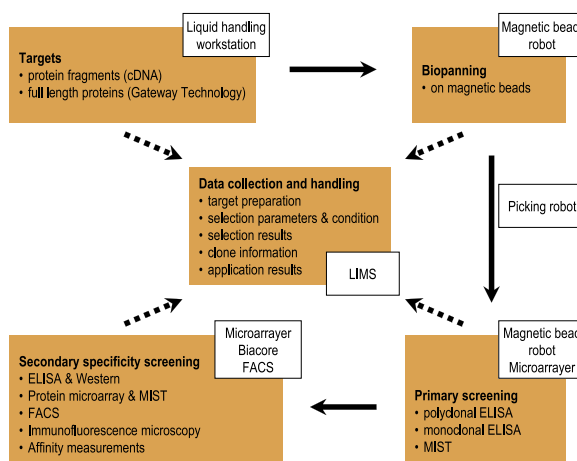 Liquid handling
workstation
Targets
• protein fragments (cDNA)
• full length proteins (Gateway Technology)
Magnetic bead
robot
Biopanning
• on magnetic beads
Data collection and handling
• target preparation
• selection parameters & condition
• selection results
• clone information
• application results
LIMS
Picking robot
Microarrayer
Biacore
FACS
Secondary specificity screening
• ELISA & Western
• Protein microarray & MIST
• FACS
• Immunofluorescence microscopy
• Affinity measurements
Magnetic bead
robot
Microarrayer
Primary screening
• polyclonal ELISA
• monoclonal ELISA
• MIST